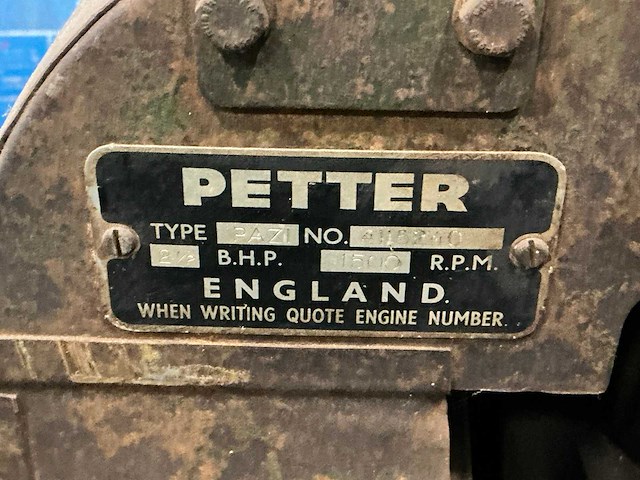 PETTER
TYPE PAZ1 NO.
2½ B.H.P. 1500 R.P.M.
ENGLAND.
WHEN WRITING QUOTE ENGINE NUMBER.